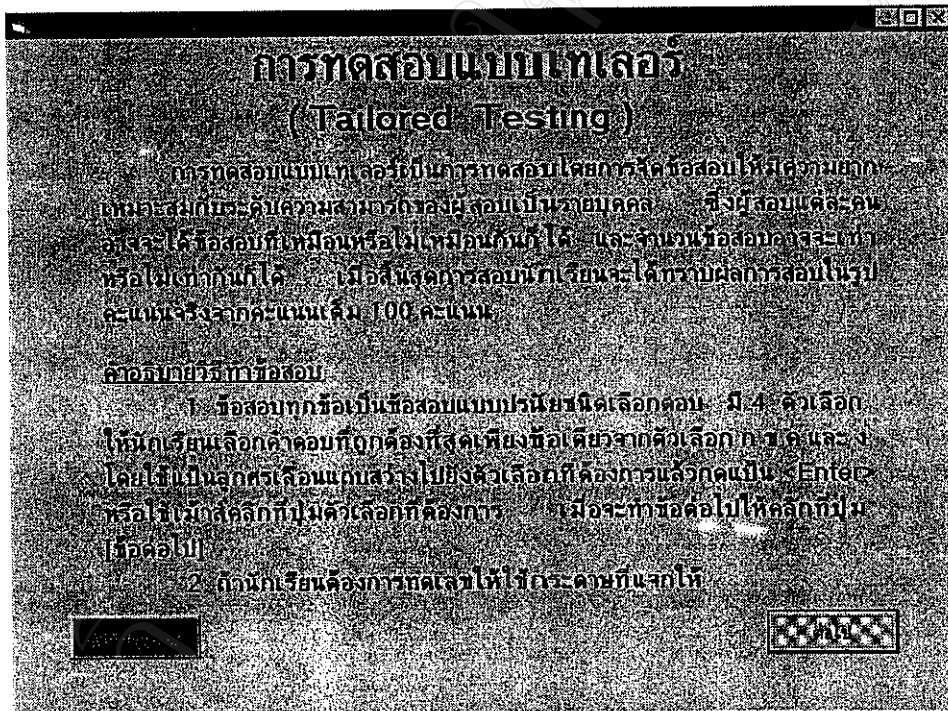 การทดสอบแบบเทเลอร์
( Tailored Testing )
การทดสอบแบบเทเลอร์เป็นการทดสอบโดยการจัดข้อสอบให้มีความยาก
เหมาะสมกับระดับความสามารถของผู้สอบเป็นรายบุคคล ซึ่งผู้สอบแต่ละคน
อาจจะได้ข้อสอบที่เหมือนหรือไม่เหมือนกันก็ได้ และจำนวนข้อสอบอาจจะเท่า
หรือไม่เท่ากันก็ได้ เมื่อสิ้นสุดการสอบนักเรียนจะได้ทราบผลการสอบในรูป
คะแนนจริงจากคะแนนเต็ม 100 คะแนน
คำอธิบายวิธีทำข้อสอบ
1. ข้อสอบทุกข้อเป็นข้อสอบแบบปรนัยชนิดเลือกตอบ มี 4 ตัวเลือก
ให้นักเรียนเลือกคำตอบที่ถูกต้องที่สุดเพียงข้อเดียวจากตัวเลือก ก ข ค และ ง
โดยใช้แป้นลูกศรเลื่อนแถบสว่างไปยังตัวเลือกที่ต้องการแล้วกดแป้น <Enter>
หรือใช้เม้าส์คลิกที่ปุ่มตัวเลือกที่ต้องการ เมื่อจะทำข้อต่อไปให้คลิกที่ปุ่ม
[ข้อต่อไป]
2. ถ้านักเรียนต้องการทดเลขให้ใช้กระดาษที่แจกให้